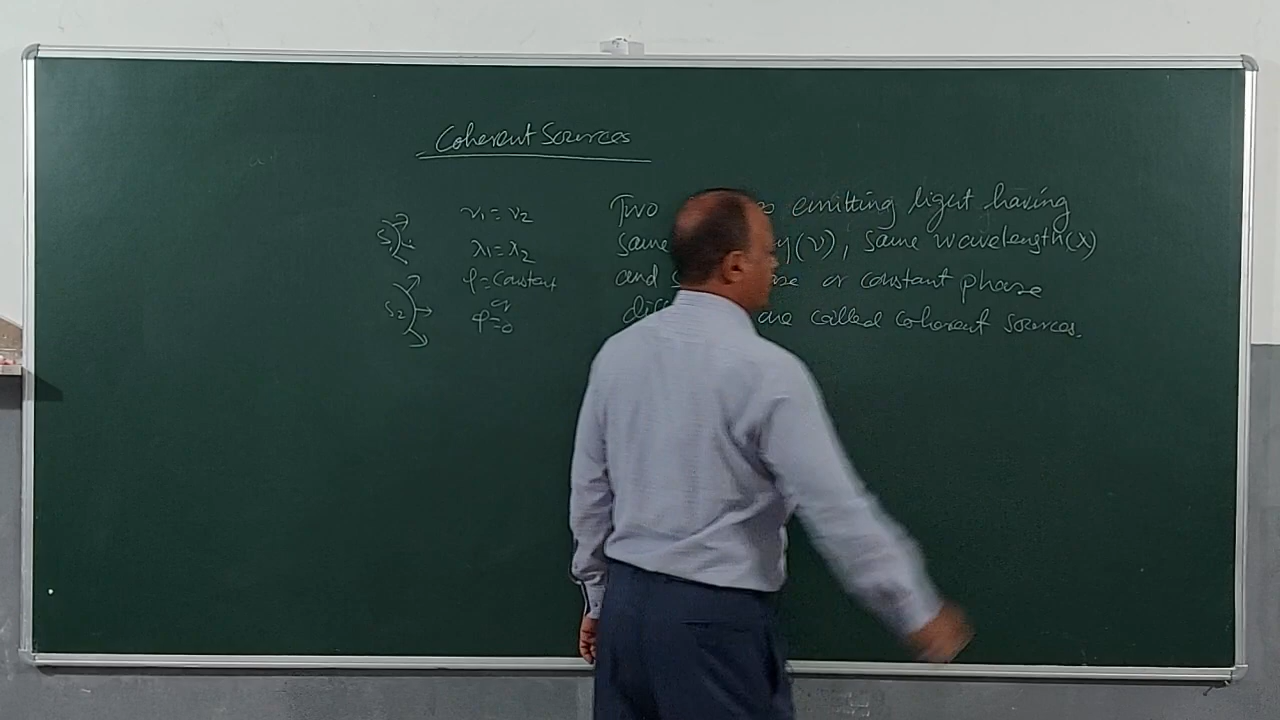 Coherent Sources
S₁
ν₁ = ν₂
λ₁ = λ₂
φ = Constant
or
φ = 0
S₂
Two emitting light having
same (ν), same wavelength(λ)
and or constant phase
are called coherent sources.